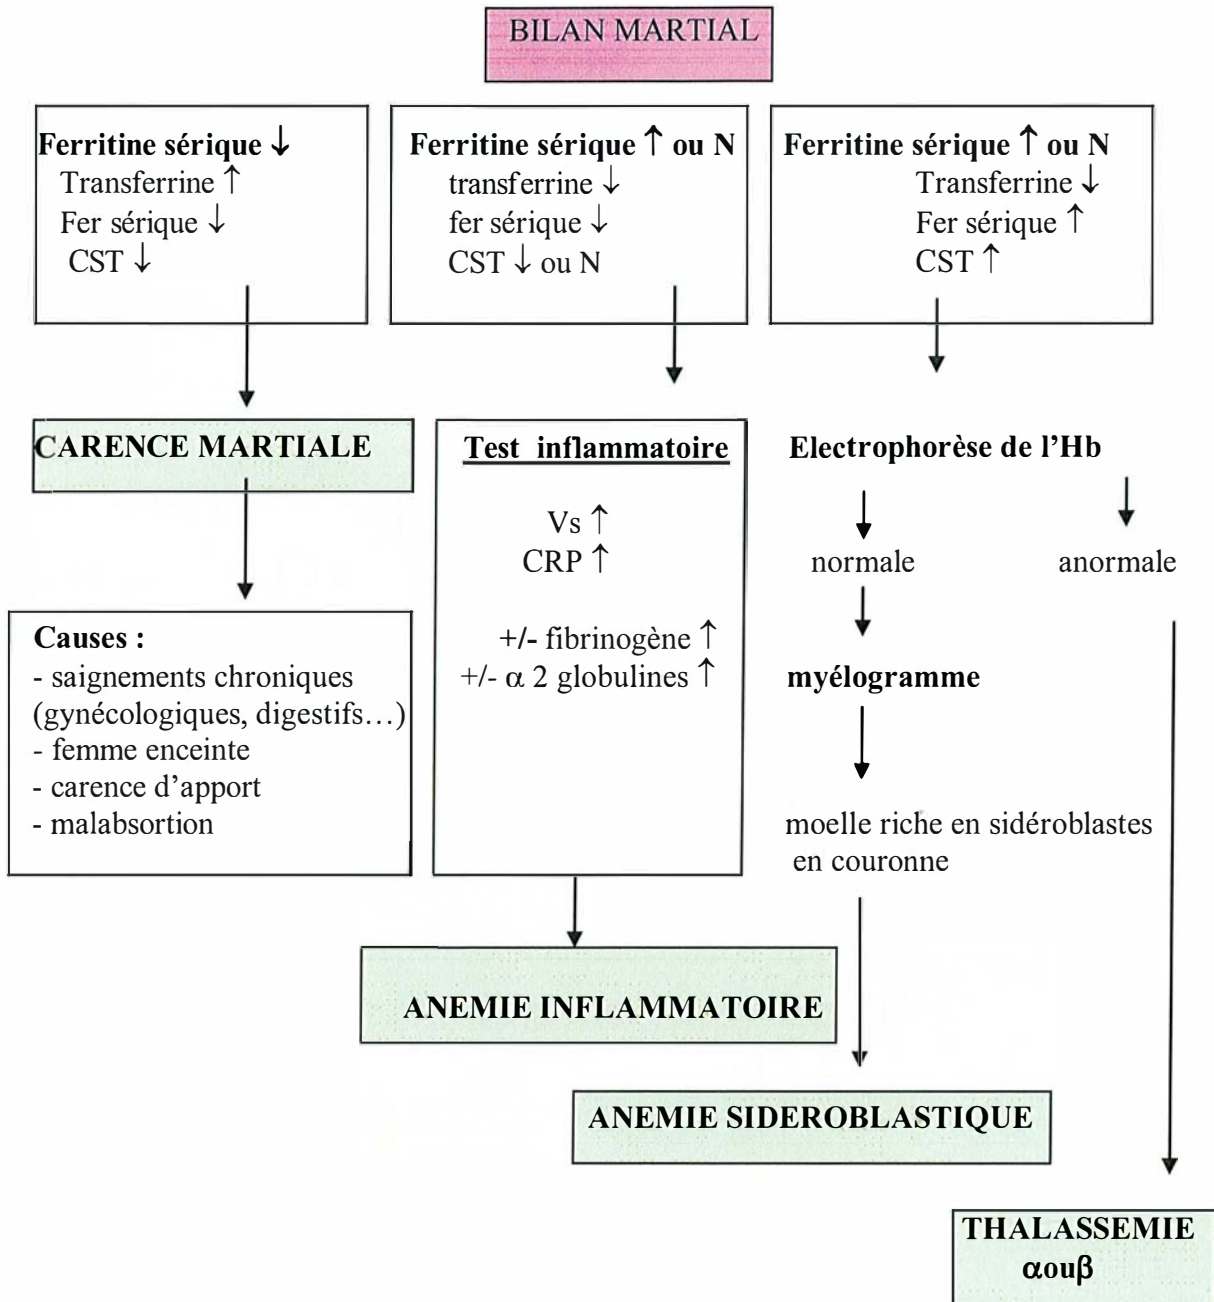 BILAN MARTIAL
Ferritine sérique ↓
Transferrine ↑
Fer sérique ↓
CST ↓
Ferritine sérique ↑ ou N
transferrine ↓
fer sérique ↓
CST ↓ ou N
Ferritine sérique ↑ ou N
Transferrine ↓
Fer sérique ↑
CST ↑
CARENCE MARTIALE
Causes :
- saignements chroniques
(gynécologiques, digestifs…)
- femme enceinte
- carence d'apport
- malabsortion
Test inflammatoire
Vs ↑
CRP ↑
+/- fibrinogène ↑
+/- α 2 globulines ↑
Electrophorèse de l'Hb
normale
anormale
myélogramme
moelle riche en sidéroblastes
en couronne
ANEMIE INFLAMMATOIRE
ANEMIE SIDEROBLASTIQUE
THALASSEMIE
αouβ